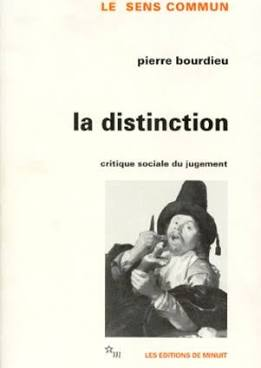 LE SENS COMMUN
pierre bourdieu
la distinction
critique sociale du jugement
LES EDITIONS DE MINUIT